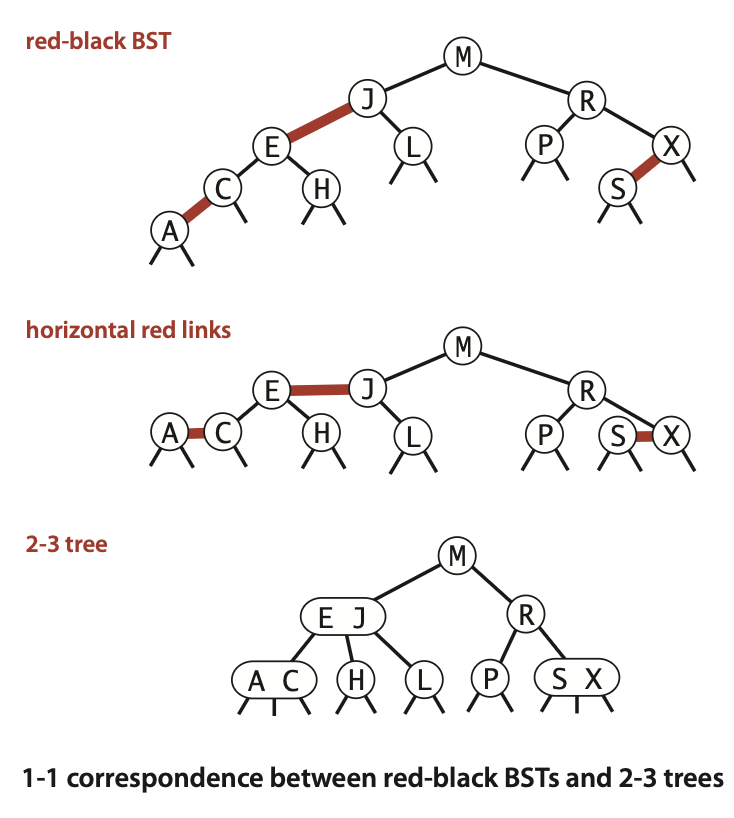 red-black BST
M
J R
E L P X
C H S
A
horizontal red links
M
E J R
A C H L P S X
2-3 tree
M
E J R
A C H L P S X
1-1 correspondence between red-black BSTs and 2-3 trees